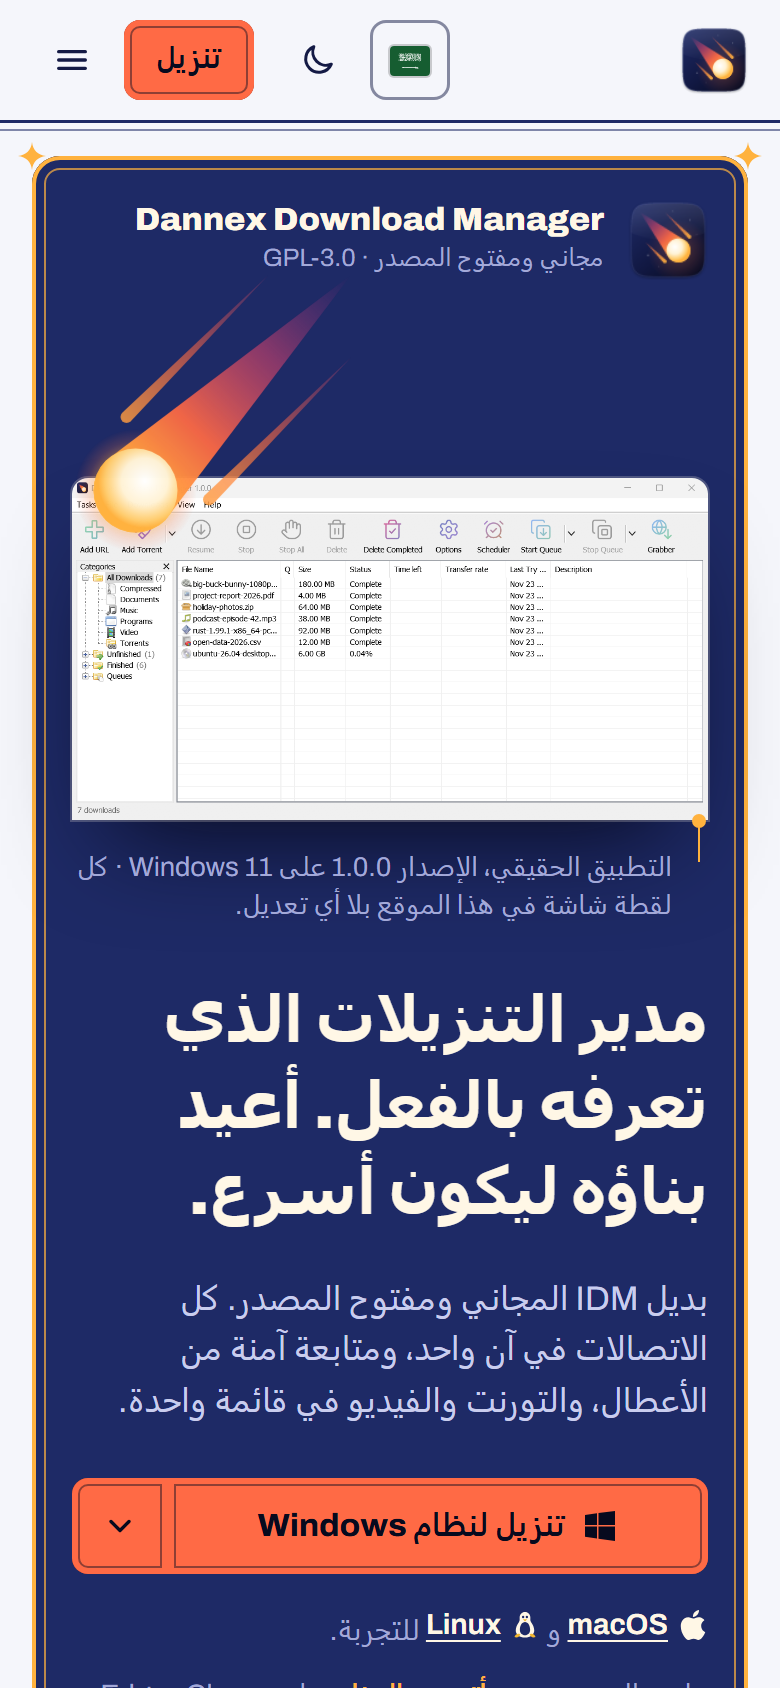 تنزيل
Dannex Download Manager
مجاني ومفتوح المصدر · GPL-3.0
1.0.0
Tasks View Help
Add URL Add Torrent Resume Stop Stop All Delete Delete Completed Options Scheduler Start Queue Stop Queue Grabber
Categories
All Downloads (7)
Compressed
Documents
Music
Programs
Video
Torrents
Unfinished (1)
Finished (6)
Queues
File Name Q Size Status Time left Transfer rate Last Try ... Description
big-buck-bunny-1080p... 180.00 MB Complete Nov 23 ...
project-report-2026.pdf 4.00 MB Complete Nov 23 ...
holiday-photos.zip 64.00 MB Complete Nov 23 ...
podcast-episode-42.mp3 38.00 MB Complete Nov 23 ...
rust-1.99.1-x86_64-pc... 92.00 MB Complete Nov 23 ...
open-data-2026.csv 12.00 MB Complete Nov 23 ...
ubuntu-26.04-desktop... 6.00 GB 0.04% Nov 23 ...
7 downloads
التطبيق الحقيقي، الإصدار 1.0.0 على Windows 11 · كل
لقطة شاشة في هذا الموقع بلا أي تعديل.
مدير التنزيلات الذي
تعرفه بالفعل. أعيد
بناؤه ليكون أسرع.
بديل IDM المجاني ومفتوح المصدر. كل
الاتصالات في آن واحد، ومتابعة آمنة من
الأعطال، والتورنت والفيديو في قائمة واحدة.
تنزيل لنظام Windows
macOS و Linux للتجربة.